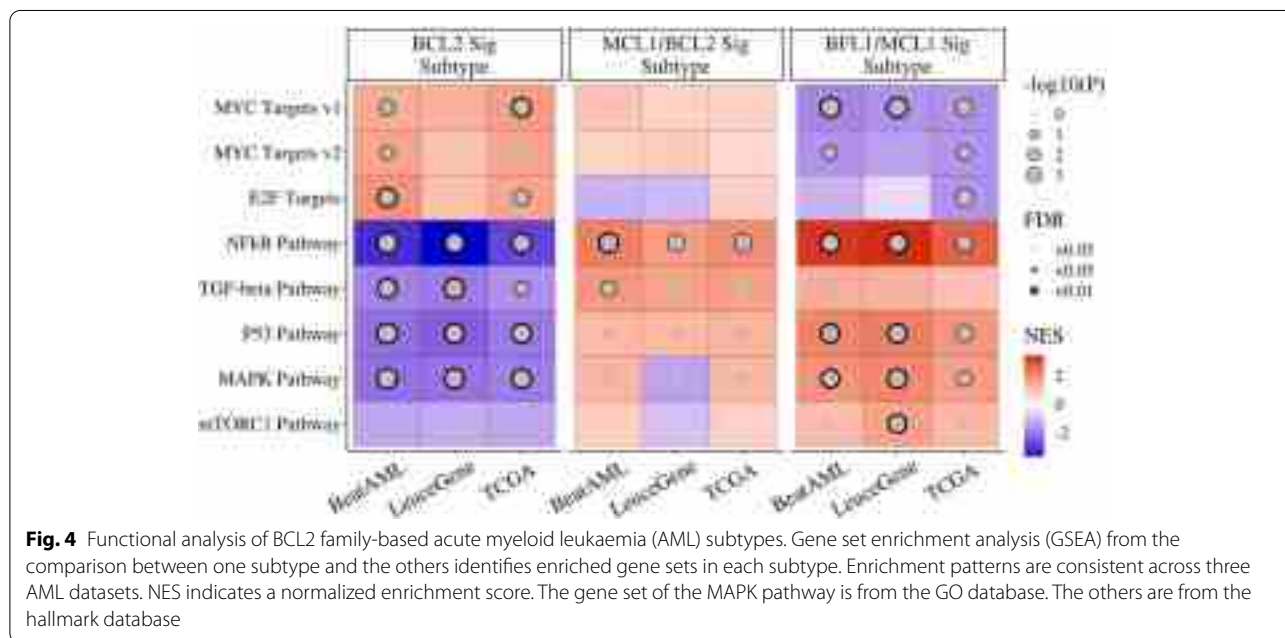 BCL2 Sig
Subtype
MCL1/BCL2 Sig
Subtype
BFL1/MCL1 Sig
Subtype
MYC Targets v1
MYC Targets v2
E2F Targets
NFkB Pathway
TGF-beta Pathway
P53 Pathway
MAPK Pathway
mTORC1 Pathway
BeatAML
LeuceGene
TCGA
BeatAML
LeuceGene
TCGA
BeatAML
LeuceGene
TCGA
-log10(P)
0
1
2
3
FDR
<0.05
<0.01
NES
2
0
-2
Fig. 4 Functional analysis of BCL2 family-based acute myeloid leukaemia (AML) subtypes. Gene set enrichment analysis (GSEA) from the
comparison between one subtype and the others identifies enriched gene sets in each subtype. Enrichment patterns are consistent across three
AML datasets. NES indicates a normalized enrichment score. The gene set of the MAPK pathway is from the GO database. The others are from the
hallmark database